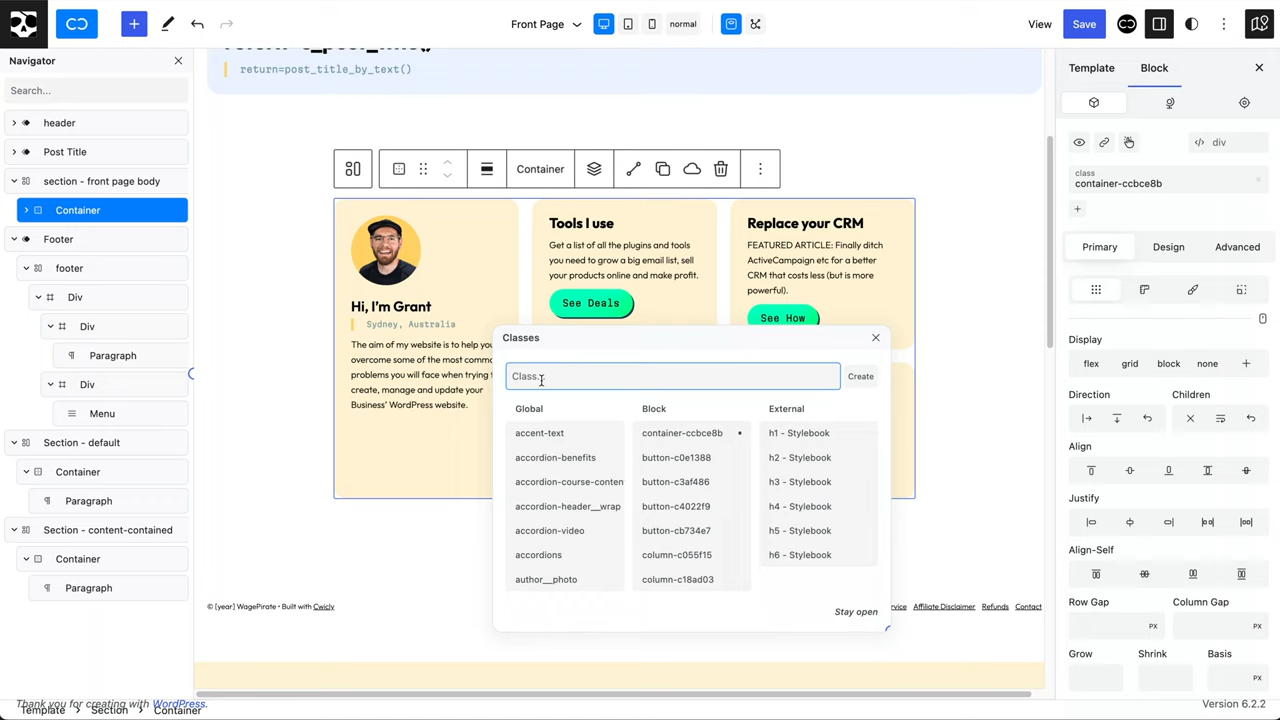 Front Page
normal
View
Save
Navigator
Search...
header
Post Title
section - front page body
Container
Footer
footer
Div
Div
Paragraph
Div
Menu
Section - default
Container
Paragraph
Section - content-contained
Container
Paragraph
return=post_title_by_text()
Container
Hi, I'm Grant
Sydney, Australia
The aim of my website is to help you
overcome some of the most commo
problems you will face when trying t
create, manage and update your
Business' WordPress website.
Tools I use
Get a list of all the plugins and tools
you need to grow a big email list, sell
your products online and make profit.
See Deals
Replace your CRM
FEATURED ARTICLE: Finally ditch
ActiveCampaign etc for a better
CRM that costs less (but is more
powerful).
See How
Classes
Class..
Create
Global
accent-text
accordion-benefits
accordion-course-conten
accordion-header__wrap
accordion-video
accordions
author__photo
Block
container-ccbce8b
button-c0e1388
button-c3af486
button-c4022f9
button-cb734e7
column-c055f15
column-c18ad03
External
h1 - Stylebook
h2 - Stylebook
h3 - Stylebook
h4 - Stylebook
h5 - Stylebook
h6 - Stylebook
Stay open
© [year] WagePirate • Built with Cwicly
rvice Affiliate Disclaimer Refunds Contact
Template Block
div
class
container-ccbce8b
Primary Design Advanced
Display
flex grid block none
Direction Children
Align
Justify
Align-Self
Row Gap Column Gap
PX PX
Grow Shrink Basis
PX
Thank you for creating with WordPress.
Template Section Container
Version 6.2.2